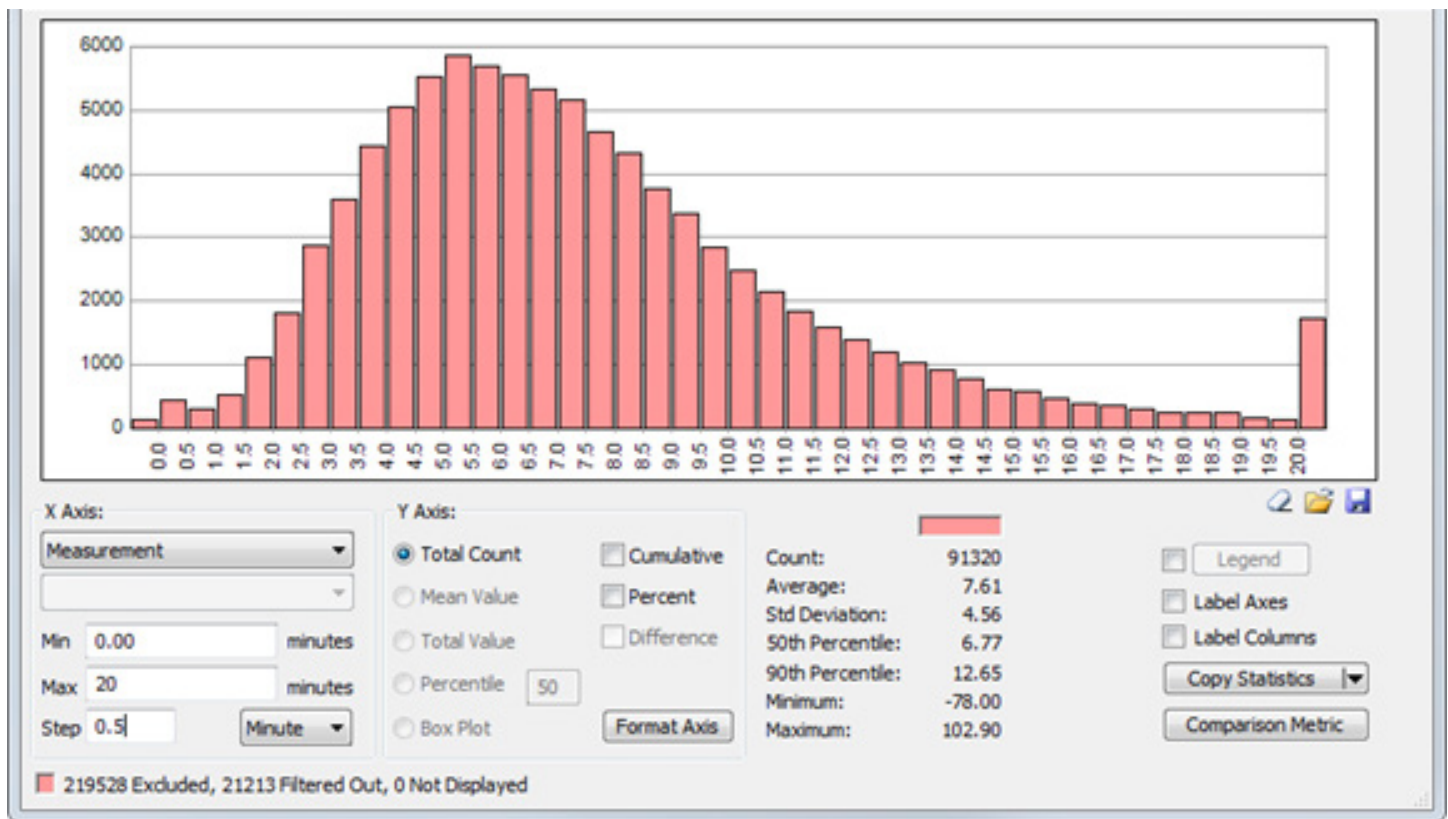 6000
5000
4000
3000
2000
1000
0
0.0 0.5 1.0 1.5 2.0 2.5 3.0 3.5 4.0 4.5 5.0 5.5 6.0 6.5 7.0 7.5 8.0 8.5 9.0 9.5 10.0 10.5 11.0 11.5 12.0 12.5 13.0 13.5 14.0 14.5 15.0 15.5 16.0 16.5 17.0 17.5 18.0 18.5 19.0 19.5 20.0
X Axis:
Measurement
Min 0.00 minutes
Max 20 minutes
Step 0.5 Minute
Y Axis:
Total Count Cumulative
Mean Value Percent
Total Value Difference
Percentile 50
Box Plot Format Axis
Count: 91320
Average: 7.61
Std Deviation: 4.56
50th Percentile: 6.77
90th Percentile: 12.65
Minimum: -78.00
Maximum: 102.90
Legend
Label Axes
Label Columns
Copy Statistics
Comparison Metric
219528 Excluded, 21213 Filtered Out, 0 Not Displayed